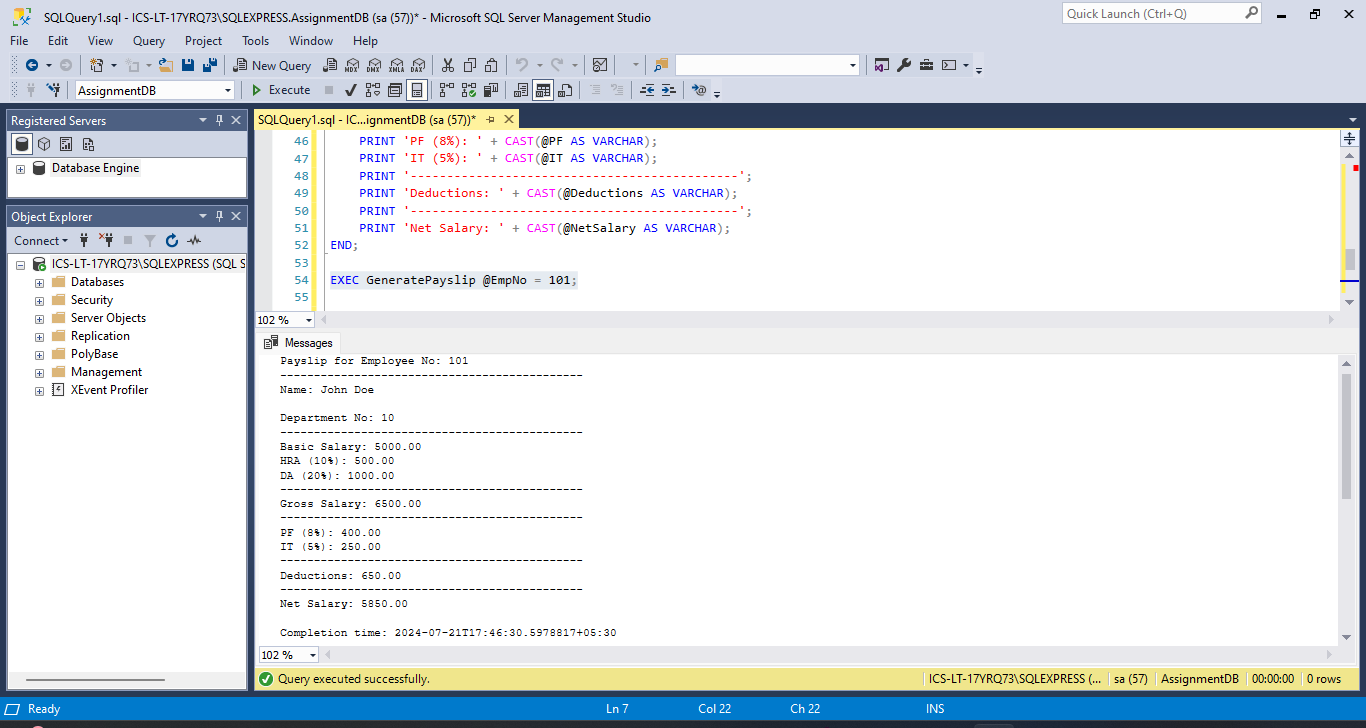 SQLQuery1.sql - ICS-LT-17YRQ73\SQLEXPRESS.AssignmentDB (sa (57))* - Microsoft SQL Server Management Studio
Quick Launch (Ctrl+Q)
File Edit View Query Project Tools Window Help
New Query
MDX DMX XMLA DAX
AssignmentDB
Execute
Registered Servers
Database Engine
Object Explorer
Connect
ICS-LT-17YRQ73\SQLEXPRESS (SQL S
Databases
Security
Server Objects
Replication
PolyBase
Management
XEvent Profiler
SQLQuery1.sql - IC...ignmentDB (sa (57))*
46 PRINT 'PF (8%): ' + CAST(@PF AS VARCHAR);
47 PRINT 'IT (5%): ' + CAST(@IT AS VARCHAR);
48 PRINT '---------------------------------------------';
49 PRINT 'Deductions: ' + CAST(@Deductions AS VARCHAR);
50 PRINT '---------------------------------------------';
51 PRINT 'Net Salary: ' + CAST(@NetSalary AS VARCHAR);
52 END;
53
54 EXEC GeneratePayslip @EmpNo = 101;
55
102 %
Messages
Payslip for Employee No: 101
---------------------------------------------
Name: John Doe
Department No: 10
---------------------------------------------
Basic Salary: 5000.00
HRA (10%): 500.00
DA (20%): 1000.00
---------------------------------------------
Gross Salary: 6500.00
---------------------------------------------
PF (8%): 400.00
IT (5%): 250.00
---------------------------------------------
Deductions: 650.00
---------------------------------------------
Net Salary: 5850.00
Completion time: 2024-07-21T17:46:30.5978817+05:30
102 %
Query executed successfully.
ICS-LT-17YRQ73\SQLEXPRESS (... sa (57) AssignmentDB 00:00:00 0 rows
Ready Ln 7 Col 22 Ch 22 INS